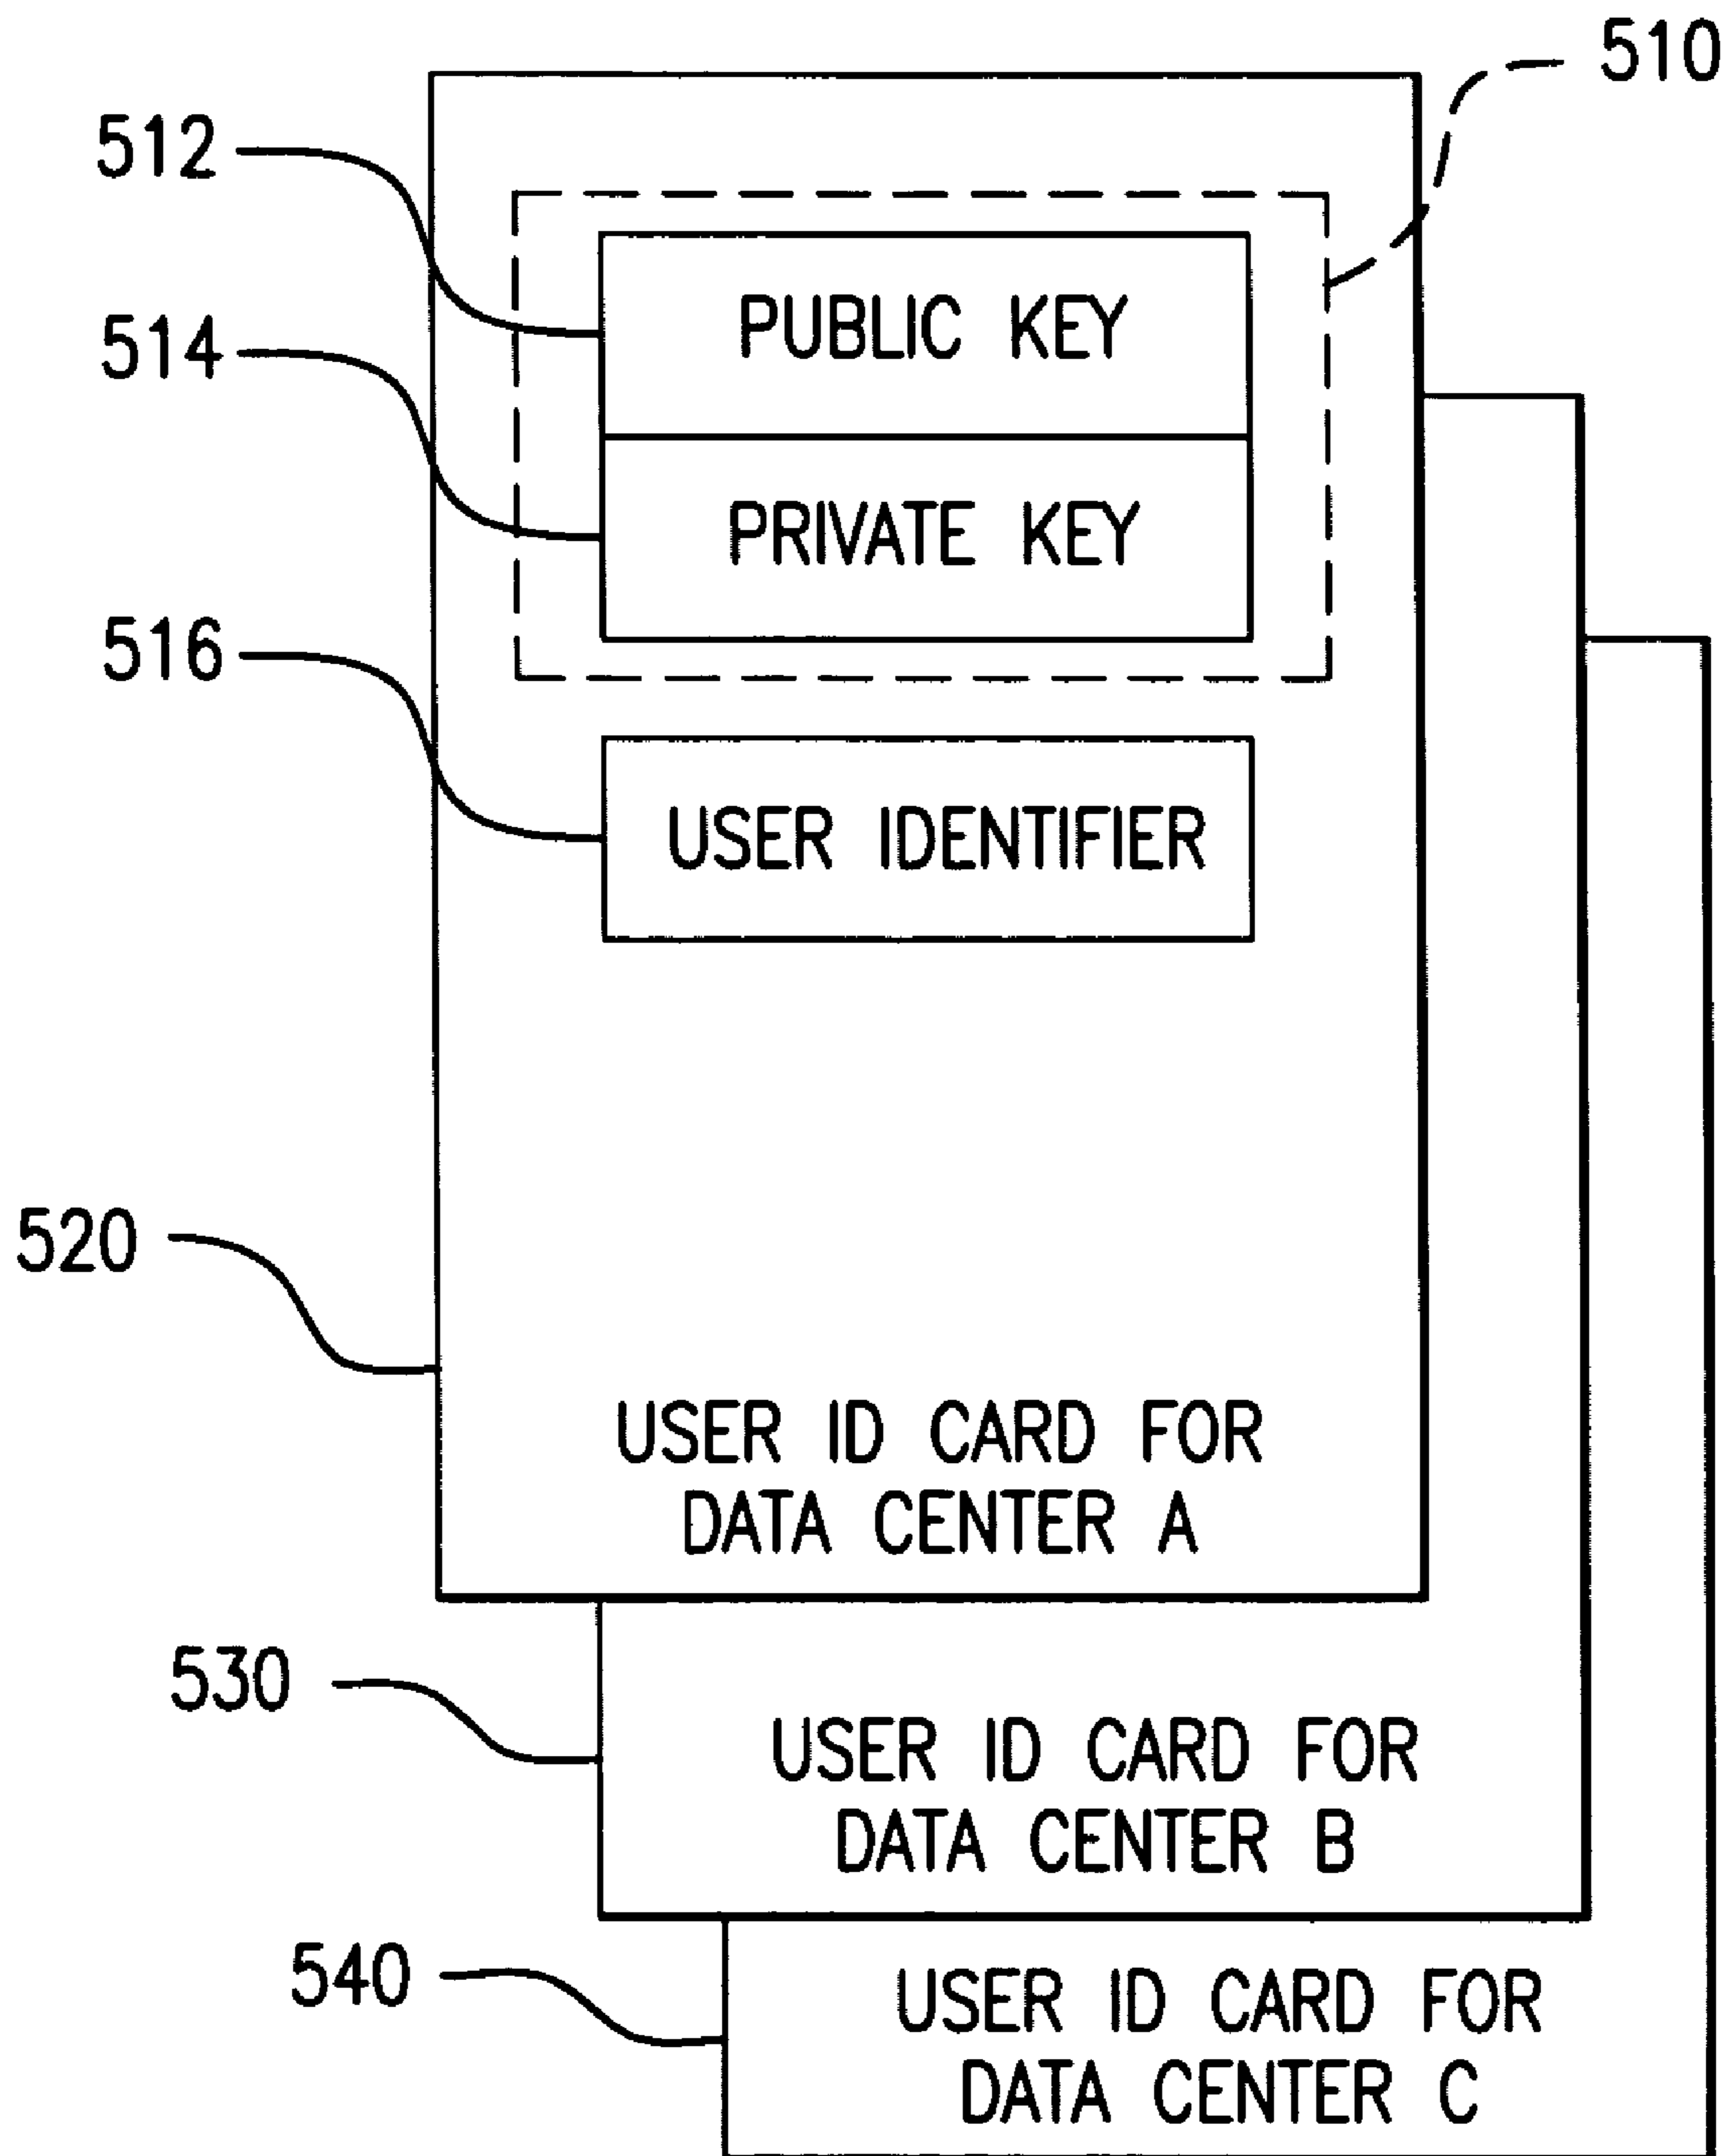 510
512
PUBLIC KEY
514
PRIVATE KEY
516
USER IDENTIFIER
520
USER ID CARD FOR
DATA CENTER A
530
USER ID CARD FOR
DATA CENTER B
540
USER ID CARD FOR
DATA CENTER C